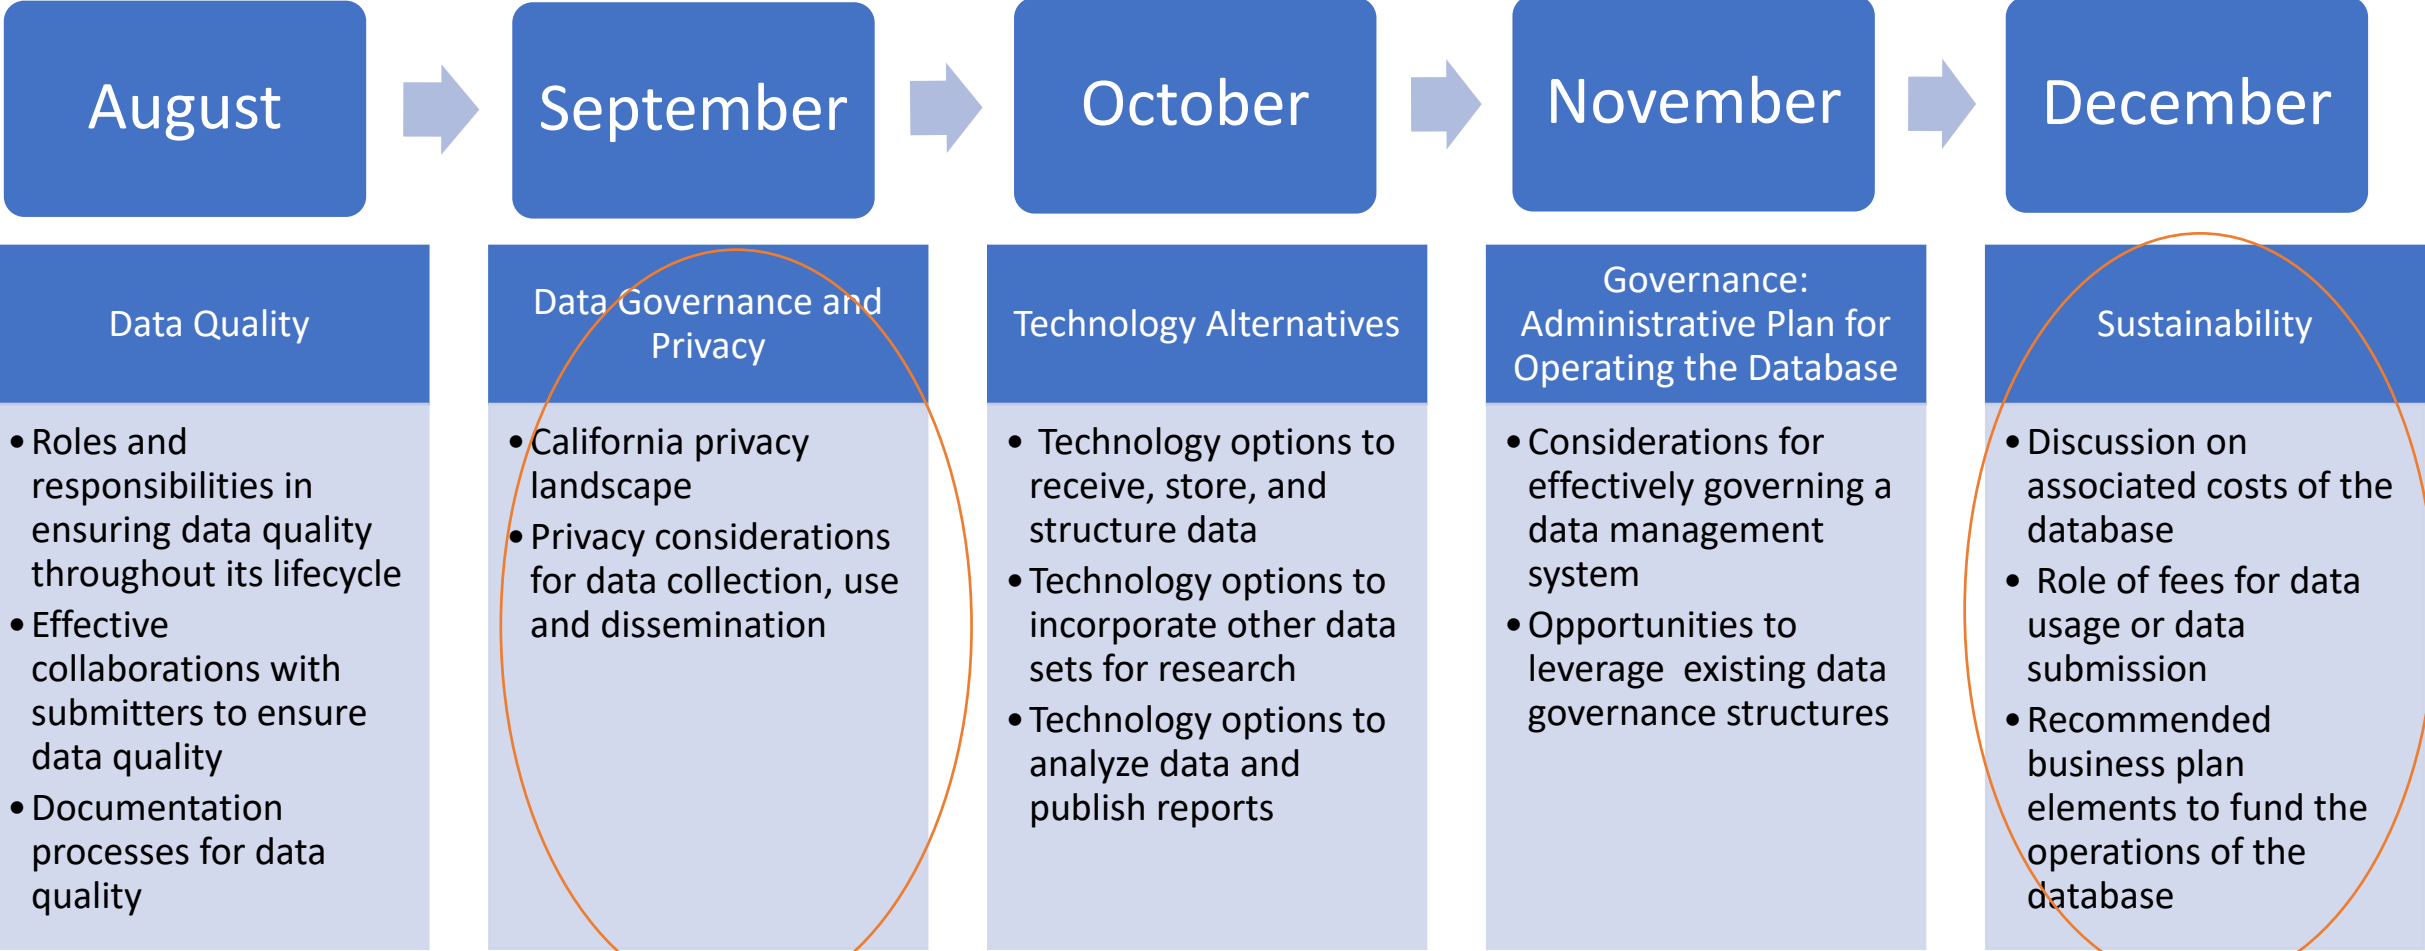 August
September
October
November
December
Data Quality
• Roles and
responsibilities in
ensuring data quality
throughout its lifecycle
• Effective
collaborations with
submitters to ensure
data quality
• Documentation
processes for data
quality
Data Governance and
Privacy
• California privacy
landscape
• Privacy considerations
for data collection, use
and dissemination
Technology Alternatives
• Technology options to
receive, store, and
structure data
• Technology options to
incorporate other data
sets for research
• Technology options to
analyze data and
publish reports
Governance:
Administrative Plan for
Operating the Database
• Considerations for
effectively governing a
data management
system
• Opportunities to
leverage existing data
governance structures
Sustainability
• Discussion on
associated costs of the
database
• Role of fees for data
usage or data
submission
• Recommended
business plan
elements to fund the
operations of the
database